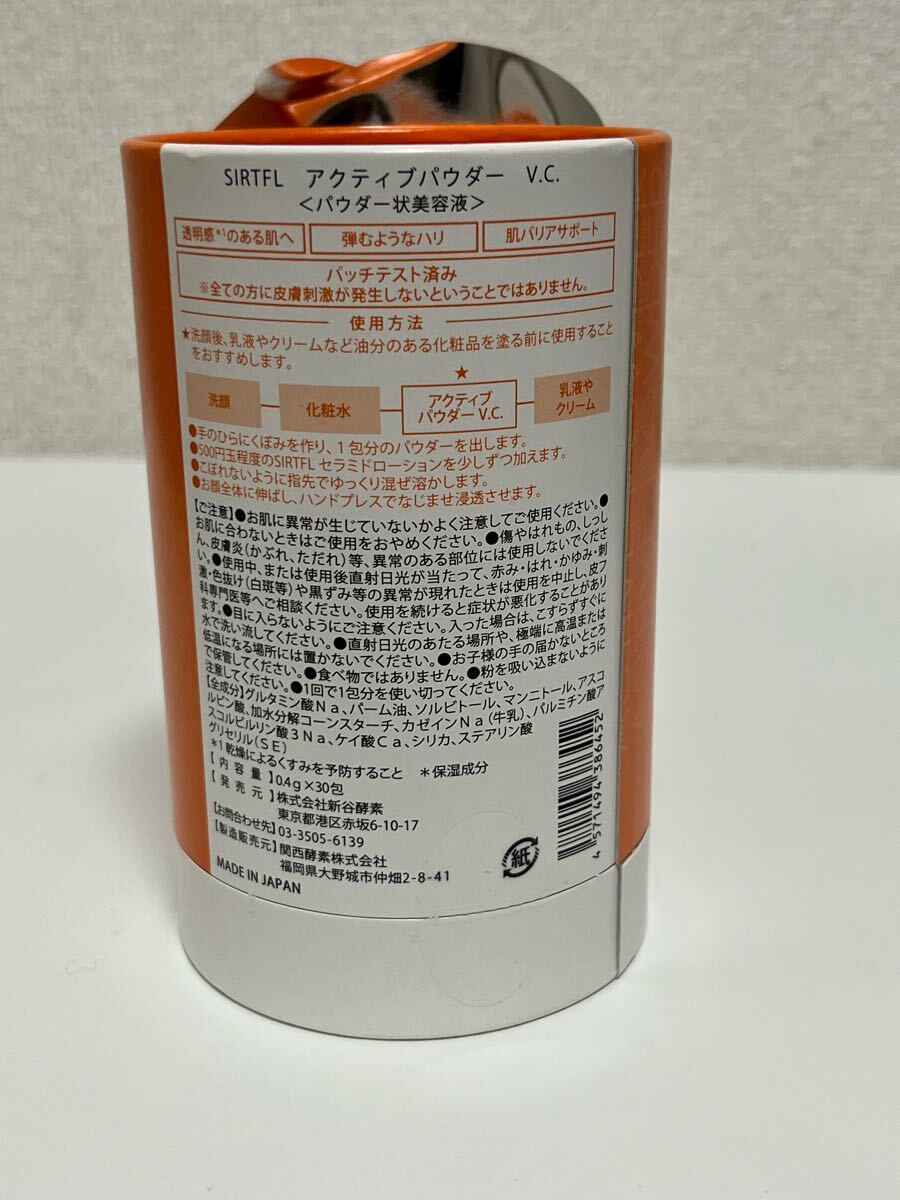 SIRTFL アクティブパウダー V.C.
<パウダー状美容液>
透明感*1のある肌へ 弾むようなハリ 肌バリアサポート
パッチテスト済み
※全ての方に皮膚刺激が発生しないということではありません。
使用方法
★洗顔後、乳液やクリームなど油分のある化粧品を塗る前に使用すること
をおすすめします。
★
洗顔 化粧水 アクティブ パウダー V.C. 乳液や クリーム
●手のひらにくぼみを作り、1包分のパウダーを出します。
●500円玉程度のSIRTFL セラミドローションを少しずつ加えます。
●こぼれないように指先でゆっくり混ぜ溶かします。
●お顔全体に伸ばし、ハンドプレスでなじませ浸透させます。
【ご注意】●お肌に異常が生じていないかよく注意してご使用ください。●
お肌に合わないときはご使用をおやめください。●傷やはれもの、しっし
ん、皮膚炎(かぶれ、ただれ)等、異常のある部位には使用しないでくださ
い。●使用中、または使用後直射日光が当たって、赤み・はれ・かゆみ・刺
激・色抜け(白斑等)や黒ずみ等の異常が現れたときは使用を中止し、皮フ
科専門医等へご相談ください。使用を続けると症状が悪化することがあり
ます。●目に入らないようにご注意ください。入った場合は、こすらずすぐに
水で洗い流してください。●直射日光のあたる場所や、極端に高温または
低温になる場所には置かないでください。●お子様の手の届かないところ
で保管してください。●食べ物ではありません。●粉を吸い込まないように
注意してください。●1回で1包分を使い切ってください。
【全成分】グルタミン酸Na、パーム油、ソルビトール、マンニトール、アスコ
ルビン酸、加水分解コーンスターチ、カゼインNa(牛乳)、パルミチン酸ア
スコルビルリン酸3Na、ケイ酸Ca、シリカ、ステアリン酸
グリセリル(SE)
*1 乾燥によるくすみを予防すること *保湿成分
【内容量】0.4g×30包
【発売元】株式会社新谷酵素
東京都港区赤坂6-10-17
【お問合わせ先】03-3505-6139
【製造販売元】関西酵素株式会社
福岡県大野城市仲畑2-8-41
MADE IN JAPAN
紙
4 571494 386452